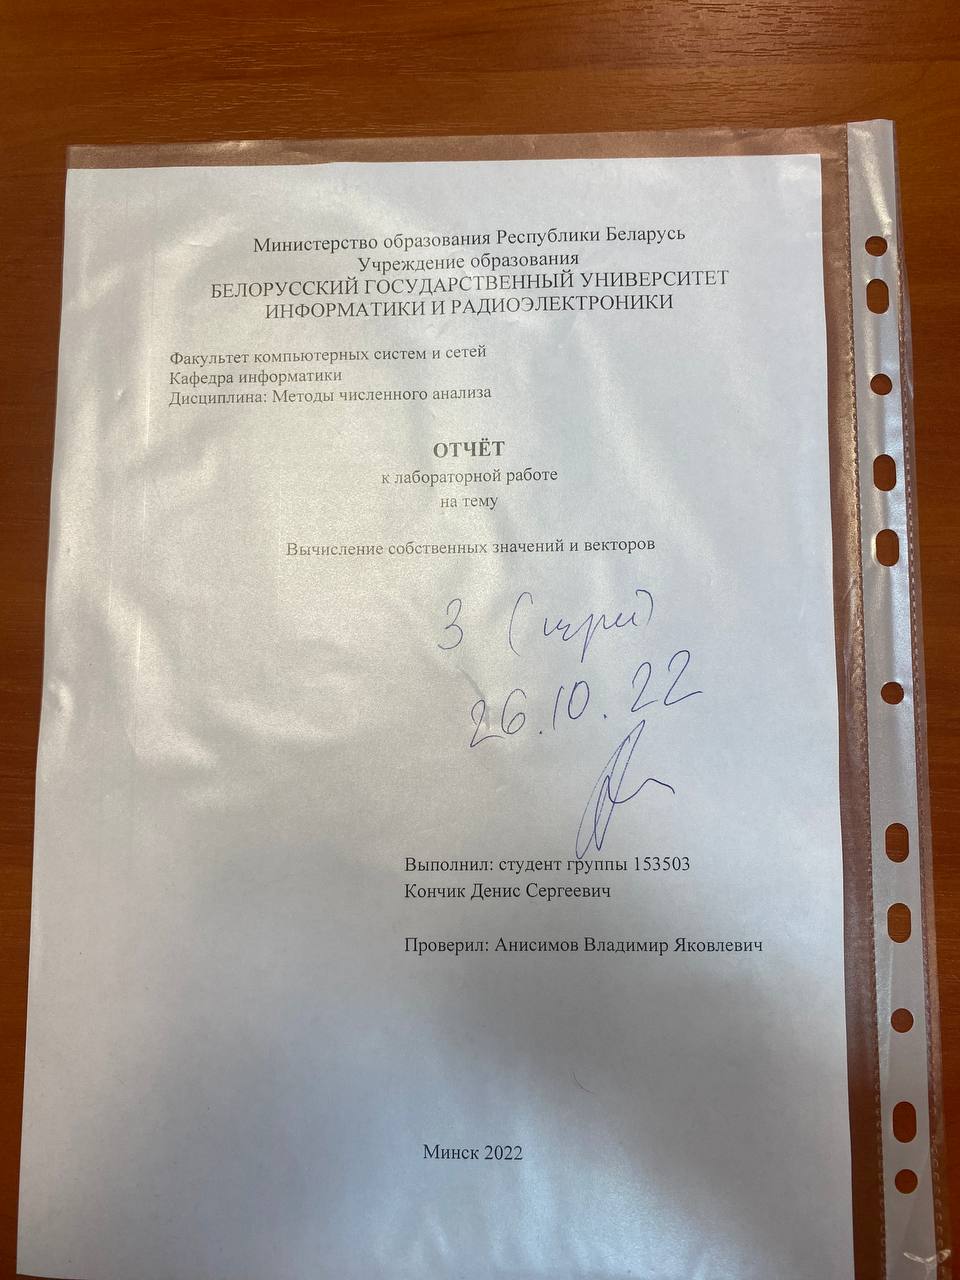 Министерство образования Республики Беларусь
Учреждение образования
БЕЛОРУССКИЙ ГОСУДАРСТВЕННЫЙ УНИВЕРСИТЕТ
ИНФОРМАТИКИ И РАДИОЭЛЕКТРОНИКИ
Факультет компьютерных систем и сетей
Кафедра информатики
Дисциплина: Методы численного анализа
ОТЧЁТ
к лабораторной работе
на тему
Вычисление собственных значений и векторов
3 (три)
26.10.22
Выполнил: студент группы 153503
Кончик Денис Сергеевич
Проверил: Анисимов Владимир Яковлевич
Минск 2022